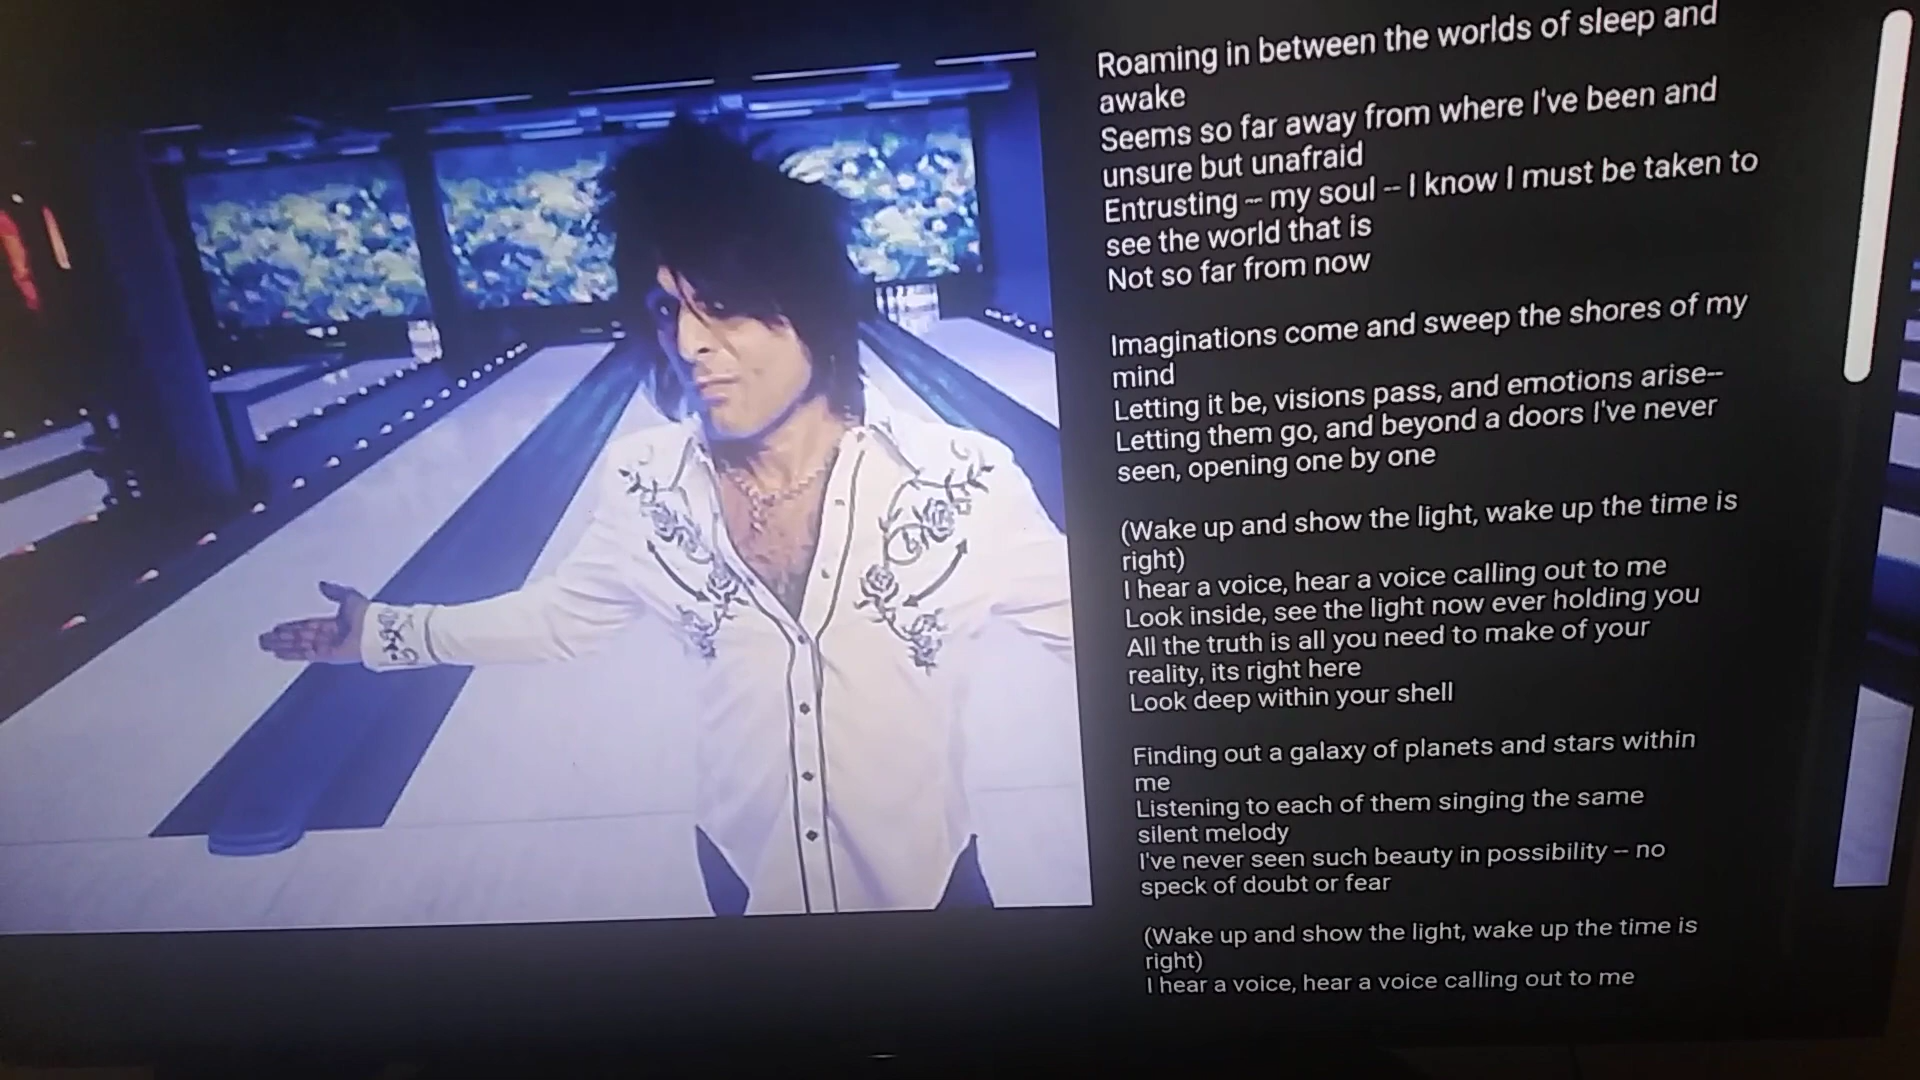 Roaming in between the worlds of sleep and
awake
Seems so far away from where I've been and
unsure but unafraid
Entrusting -- my soul -- I know I must be taken to
see the world that is
Not so far from now
Imaginations come and sweep the shores of my
mind
Letting it be, visions pass, and emotions arise--
Letting them go, and beyond a doors I've never
seen, opening one by one
(Wake up and show the light, wake up the time is
right)
I hear a voice, hear a voice calling out to me
Look inside, see the light now ever holding you
All the truth is all you need to make of your
reality, its right here
Look deep within your shell
Finding out a galaxy of planets and stars within
me
Listening to each of them singing the same
silent melody
I've never seen such beauty in possibility -- no
speck of doubt or fear
(Wake up and show the light, wake up the time is
right)
I hear a voice, hear a voice calling out to me